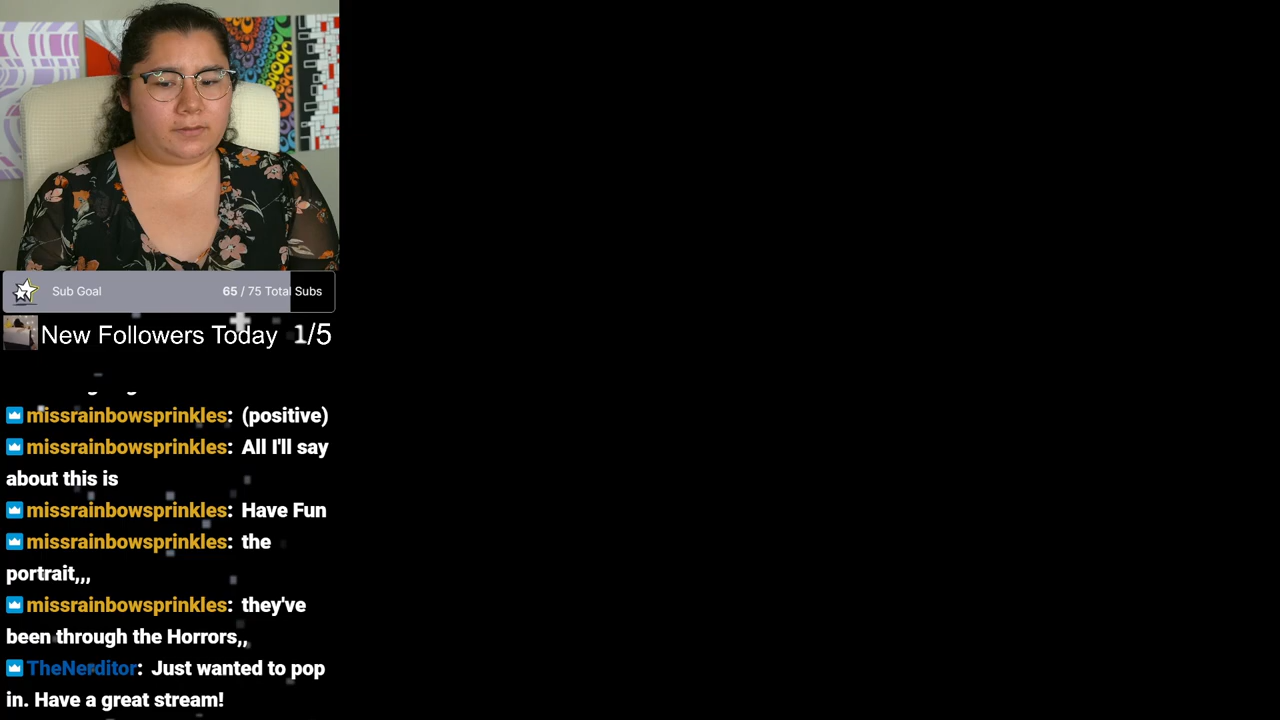 Sub Goal 65 / 75 Total Subs
New Followers Today 1/5
missrainbowsprinkles: (positive)
missrainbowsprinkles: All I'll say
about this is
missrainbowsprinkles: Have Fun
missrainbowsprinkles: the
portrait,,,
missrainbowsprinkles: they've
been through the Horrors,,
TheNerditor: Just wanted to pop
in. Have a great stream!